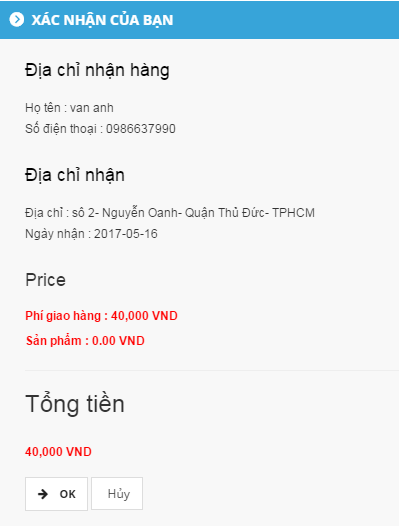 XÁC NHẬN CỦA BẠN
Địa chỉ nhận hàng
Họ tên : van anh
Số điện thoại : 0986637990
Địa chỉ nhận
Địa chỉ : sô 2- Nguyễn Oanh- Quận Thủ Đức- TPHCM
Ngày nhận : 2017-05-16
Price
Phí giao hàng : 40,000 VND
Sản phẩm : 0.00 VND
Tổng tiền
40,000 VND
OK Hủy